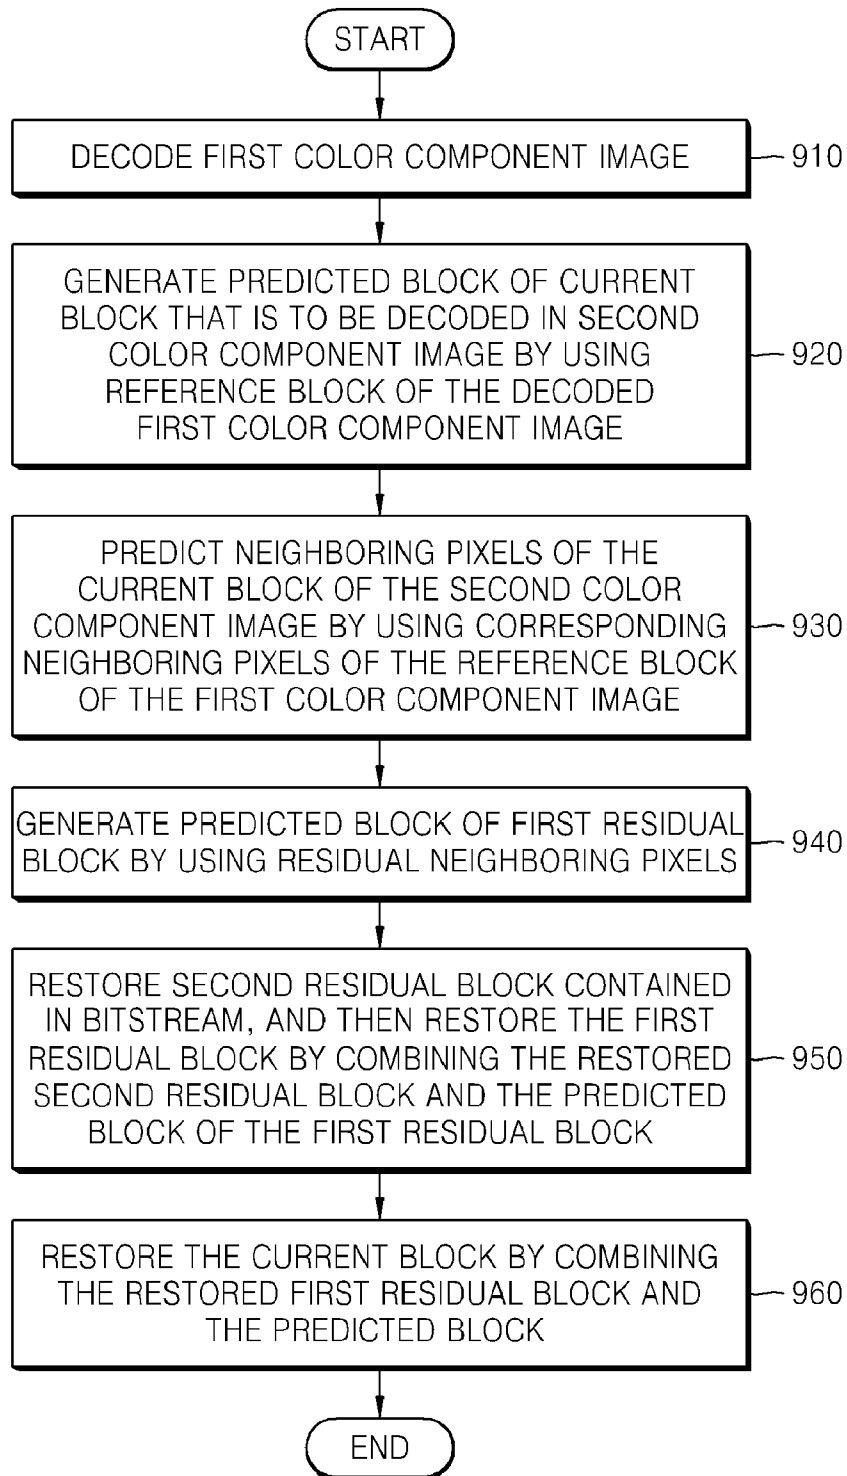 START
DECODE FIRST COLOR COMPONENT IMAGE
910
GENERATE PREDICTED BLOCK OF CURRENT
BLOCK THAT IS TO BE DECODED IN SECOND
COLOR COMPONENT IMAGE BY USING
REFERENCE BLOCK OF THE DECODED
FIRST COLOR COMPONENT IMAGE
920
PREDICT NEIGHBORING PIXELS OF THE
CURRENT BLOCK OF THE SECOND COLOR
COMPONENT IMAGE BY USING CORRESPONDING
NEIGHBORING PIXELS OF THE REFERENCE BLOCK
OF THE FIRST COLOR COMPONENT IMAGE
930
GENERATE PREDICTED BLOCK OF FIRST RESIDUAL
BLOCK BY USING RESIDUAL NEIGHBORING PIXELS
940
RESTORE SECOND RESIDUAL BLOCK CONTAINED
IN BITSTREAM, AND THEN RESTORE THE FIRST
RESIDUAL BLOCK BY COMBINING THE RESTORED
SECOND RESIDUAL BLOCK AND THE PREDICTED
BLOCK OF THE FIRST RESIDUAL BLOCK
950
RESTORE THE CURRENT BLOCK BY COMBINING
THE RESTORED FIRST RESIDUAL BLOCK AND
THE PREDICTED BLOCK
960
END